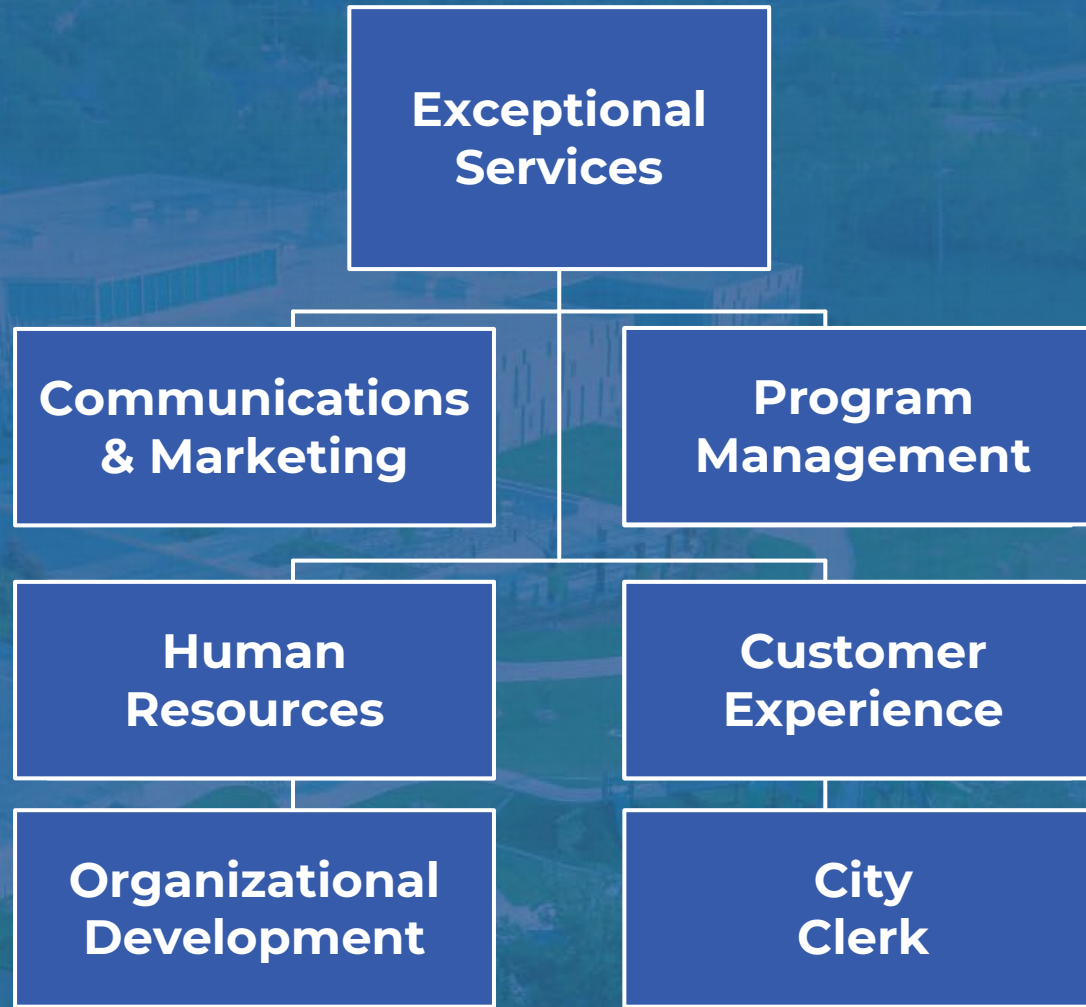 Exceptional
Services
Communications
& Marketing
Program
Management
Human
Resources
Customer
Experience
Organizational
Development
City
Clerk